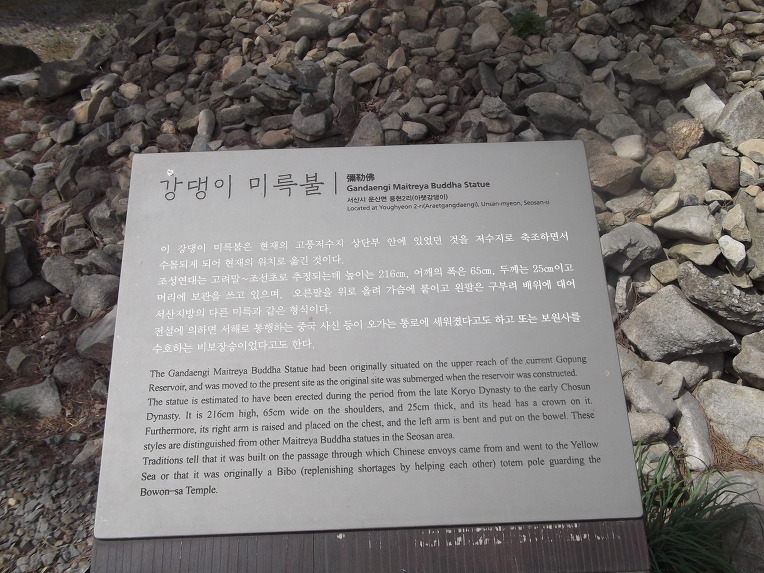 강댕이 미륵불
彌勒佛
Gandaengi Maitreya Buddha Statue
서산시 운산면 용현2리(아랫강댕이)
Located at Youghyeon 2-ri(Araetgangdaengi), Unsan-myeon, Seosan-si
이 강댕이 미륵불은 현재의 고풍저수지 상단부 안에 있었던 것을 저수지로 축조하면서
수몰되게 되어 현재의 위치로 옮긴 것이다.
조성연대는 고려말~조선초로 추정되는데 높이는 216cm, 어깨의 폭은 65cm, 두께는 25cm이고
머리에 보관을 쓰고 있으며, 오른팔을 위로 올려 가슴에 붙이고 왼팔은 구부려 배위에 대어
서산지방의 다른 미륵과 같은 형식이다.
전설에 의하면 서해로 통행하는 중국 사신 등이 오가는 통로에 세워졌다고도 하고 또는 보원사를
수호하는 비보장승이었다고도 한다.
The Gandaengi Maitreya Buddha Statue had been originally situated on the upper reach of the current Gopung
Reservoir, and was moved to the present site as the original site was submerged when the reservoir was constructed.
The statue is estimated to have been erected during the period from the late Koryo Dynasty to the early Chosun
Dynasty. It is 216cm high, 65cm wide on the shoulders, and 25cm thick, and its head has a crown on it.
Furthermore, its right arm is raised and placed on the chest, and the left arm is bent and put on the bowel. These
styles are distinguished from other Maitreya Buddha statues in the Seosan area.
Traditions tell that it was built on the passage through which Chinese envoys came from and went to the Yellow
Sea or that it was originally a Bibo (replenishing shortages by helping each other) totem pole guarding the
Bowon-sa Temple.